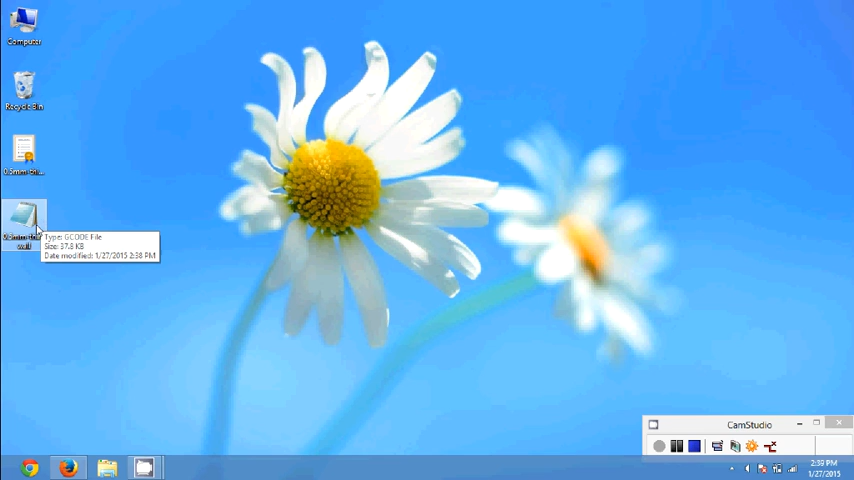 Computer
Recycle Bin
wall
Type: GCODE File
Size: 37.8 KB
Date modified: 1/27/2015 2:38 PM
CamStudio
2:39 PM
1/27/2015